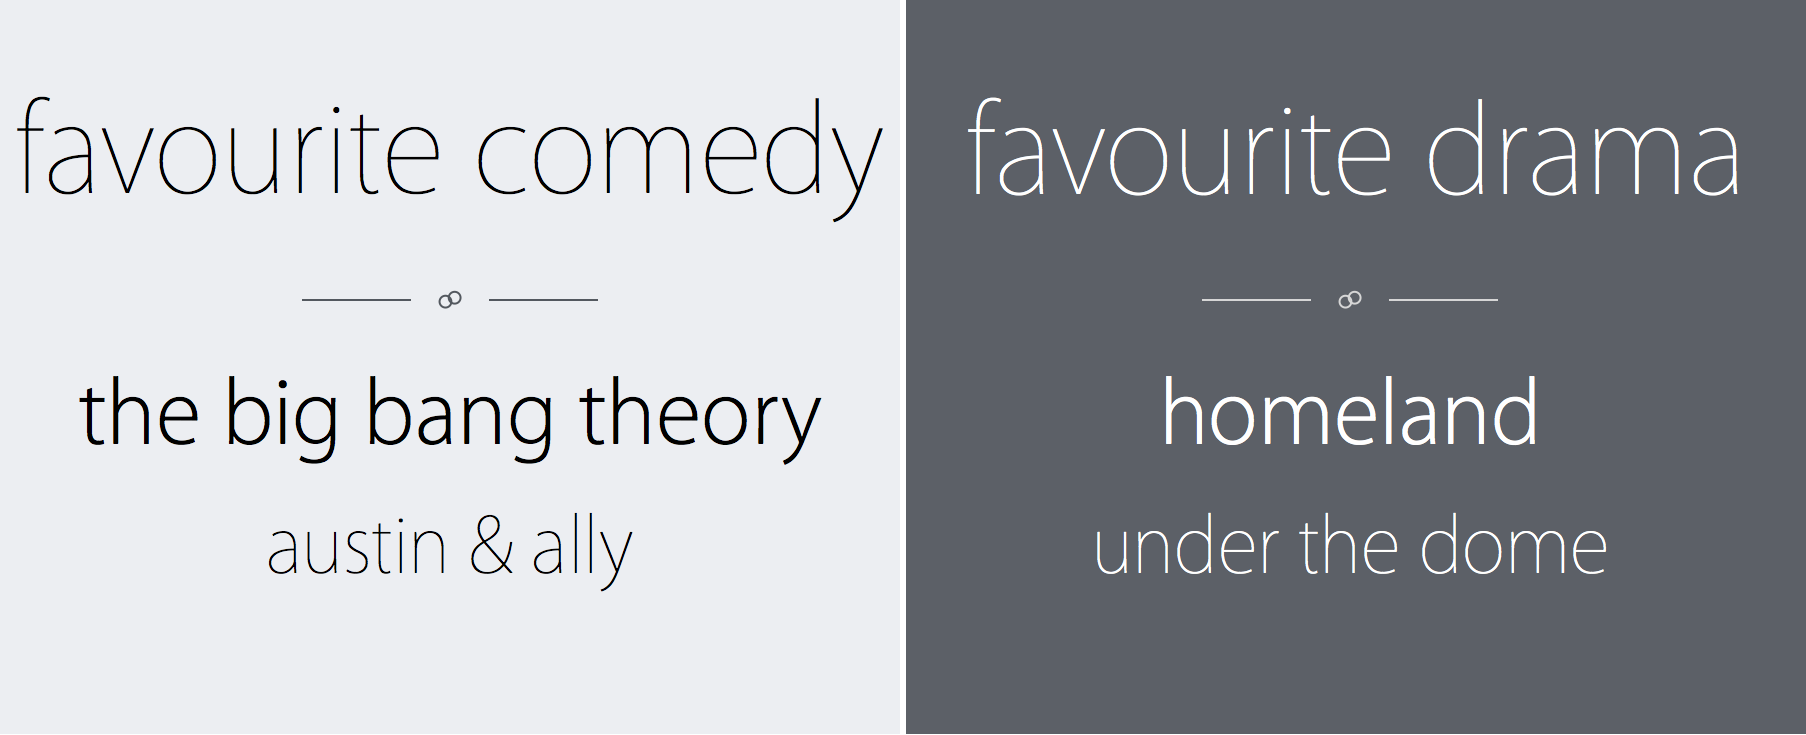 favourite comedy
the big bang theory
austin & ally
favourite drama
homeland
under the dome